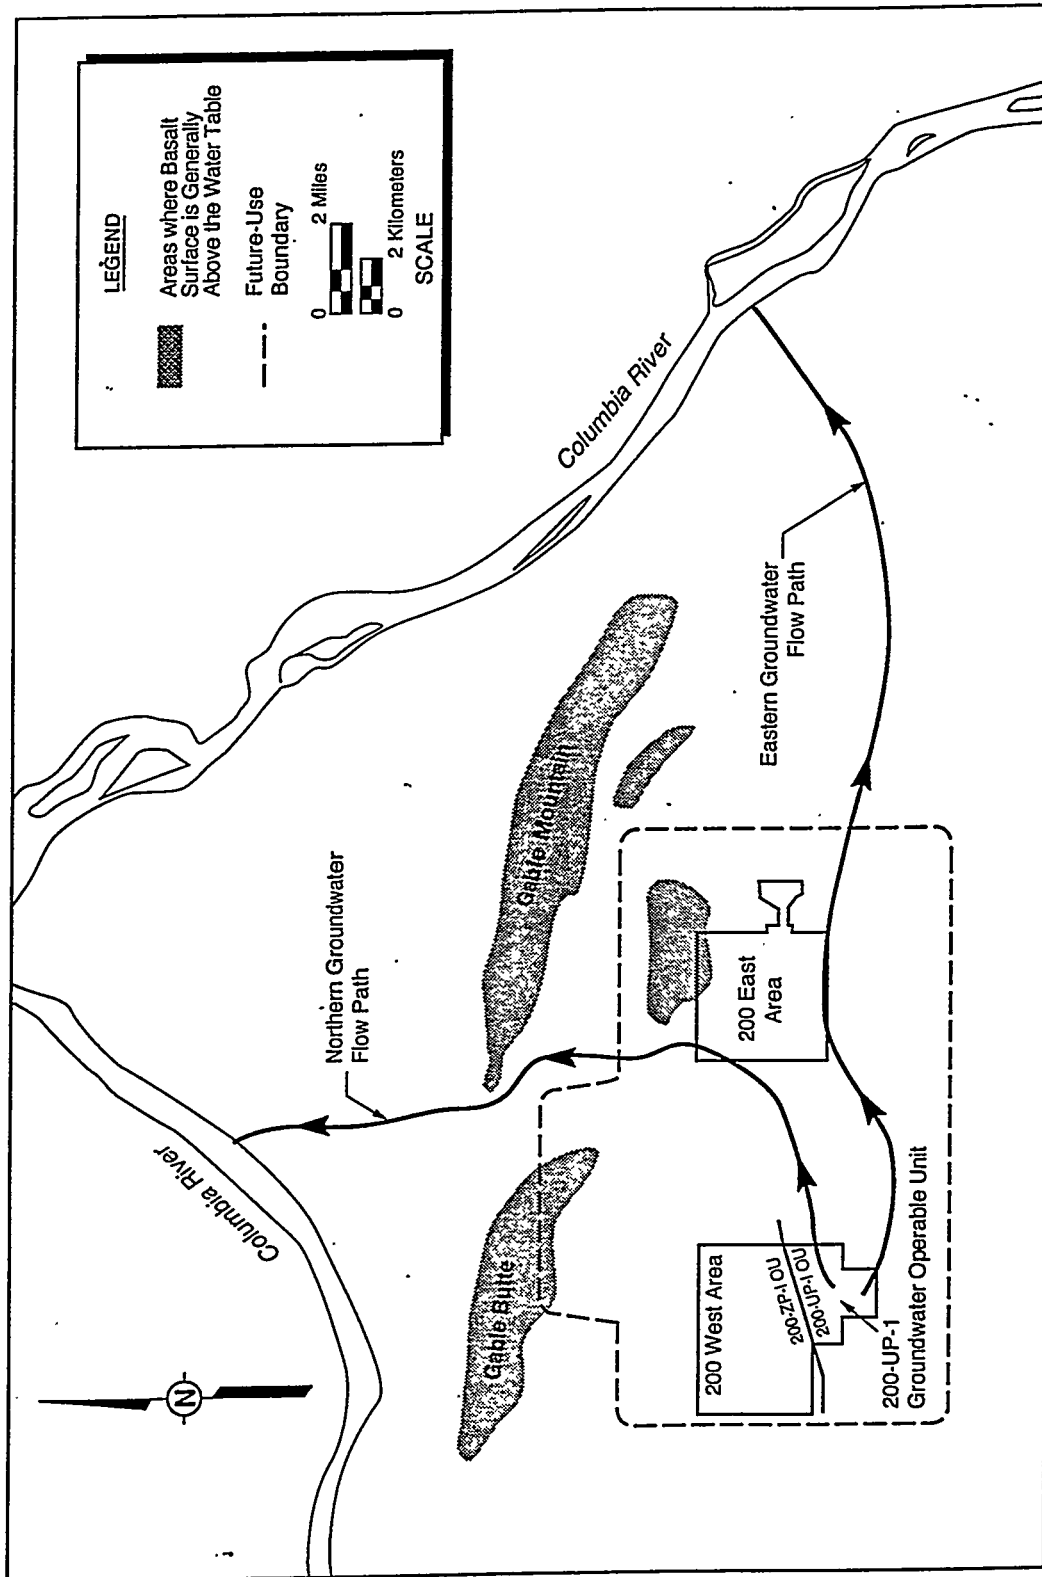 LEGEND
Areas where Basalt
Surface is Generally
Above the Water Table
Future-Use
Boundary
0 2 Miles
0 2 Kilometers
SCALE
Columbia River
Columbia River
Northern Groundwater
Flow Path
Gable Mountain
Gable Butte
Eastern Groundwater
Flow Path
200 East
Area
200 West Area
200-ZP-I OU
200-UP-I OU
200-UP-1
Groundwater Operable Unit
N